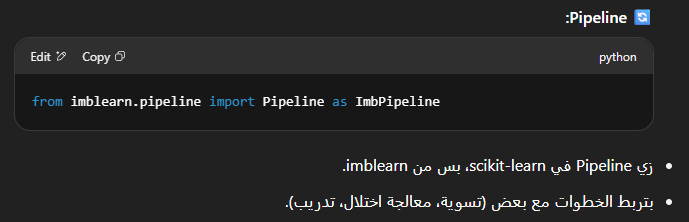 🔄 Pipeline:
python Copy Edit
from imblearn.pipeline import Pipeline as ImbPipeline
• زي Pipeline في scikit-learn، بس من imblearn.
• بتربط الخطوات مع بعض (تسوية، معالجة اختلال، تدريب).